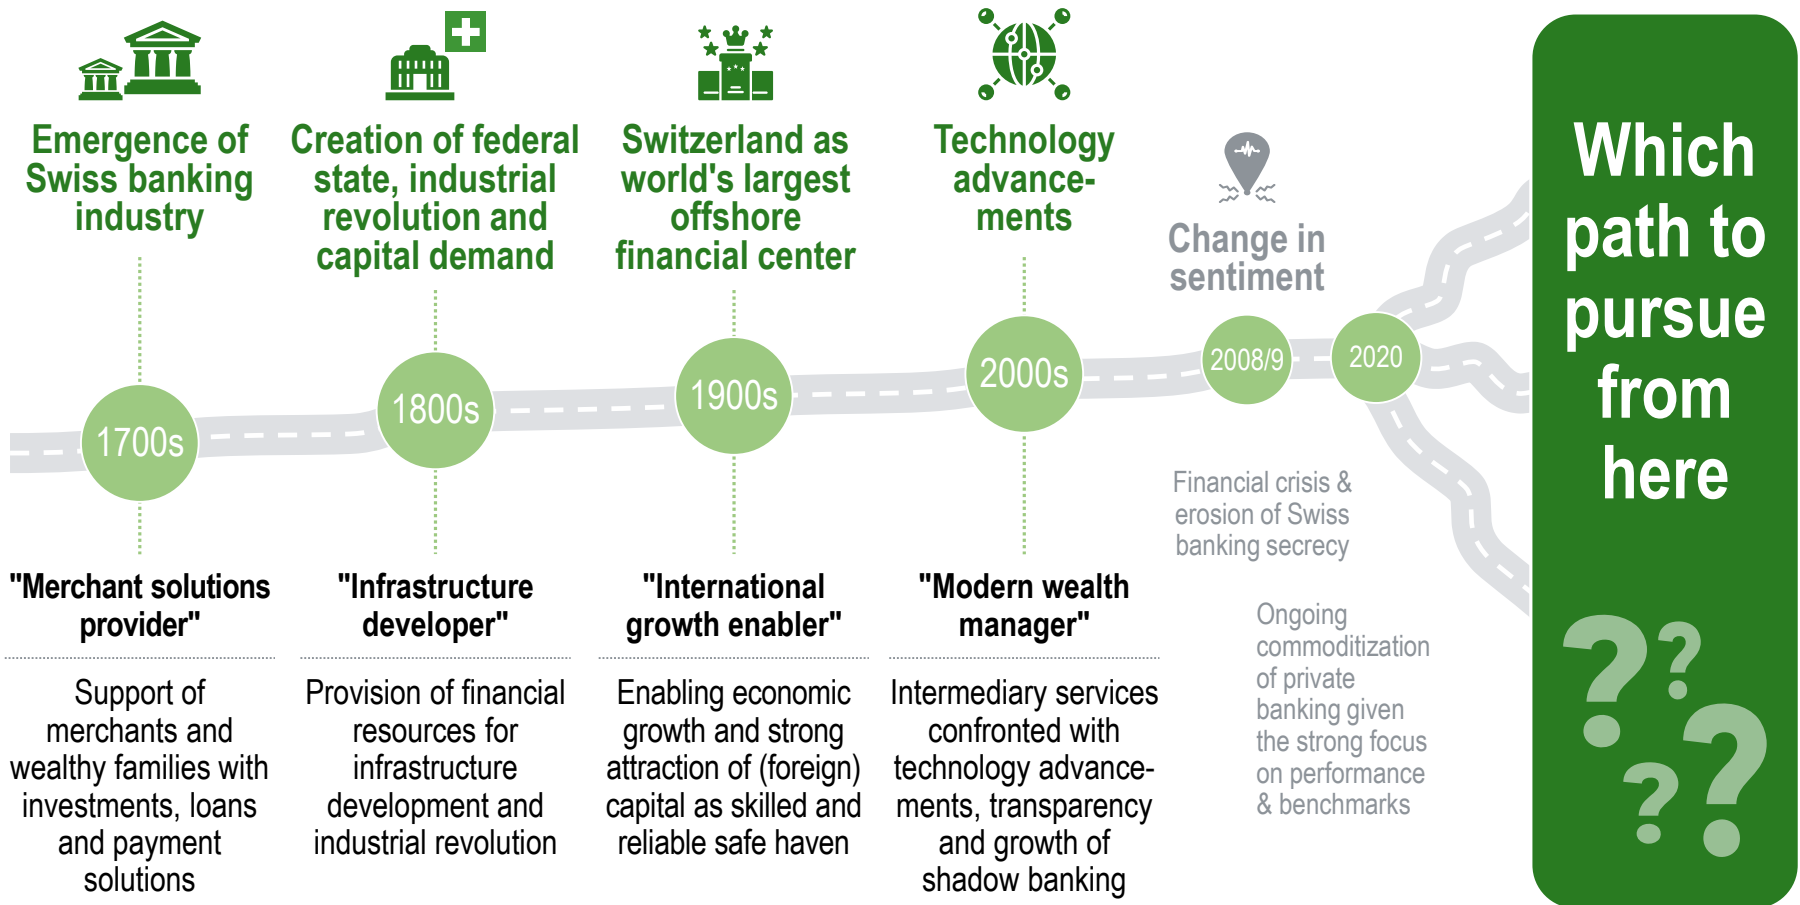 Emergence of
Swiss banking
industry
Creation of federal
state, industrial
revolution and
capital demand
Switzerland as
world's largest
offshore
financial center
Technology
advance-
ments
Change in
sentiment
1700s
1800s
1900s
2000s
2008/9
2020
"Merchant solutions
provider"
Support of
merchants and
wealthy families with
investments, loans
and payment
solutions
"Infrastructure
developer"
Provision of financial
resources for
infrastructure
development and
industrial revolution
"International
growth enabler"
Enabling economic
growth and strong
attraction of (foreign)
capital as skilled and
reliable safe haven
"Modern wealth
manager"
Intermediary services
confronted with
technology advance-
ments, transparency
and growth of
shadow banking
Financial crisis &
erosion of Swiss
banking secrecy
Ongoing
commoditization
of private
banking given
the strong focus
on performance
& benchmarks
Which
path to
pursue
from
here
? ?
? ?